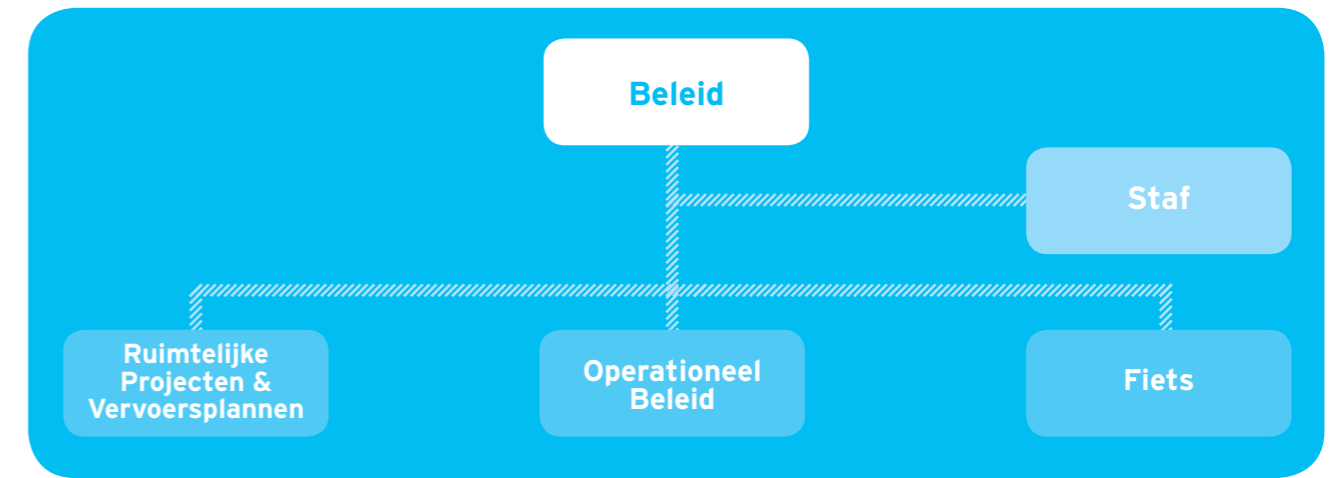 Beleid
Staf
Ruimtelijke
Projecten &
Vervoersplannen
Operationeel
Beleid
Fiets